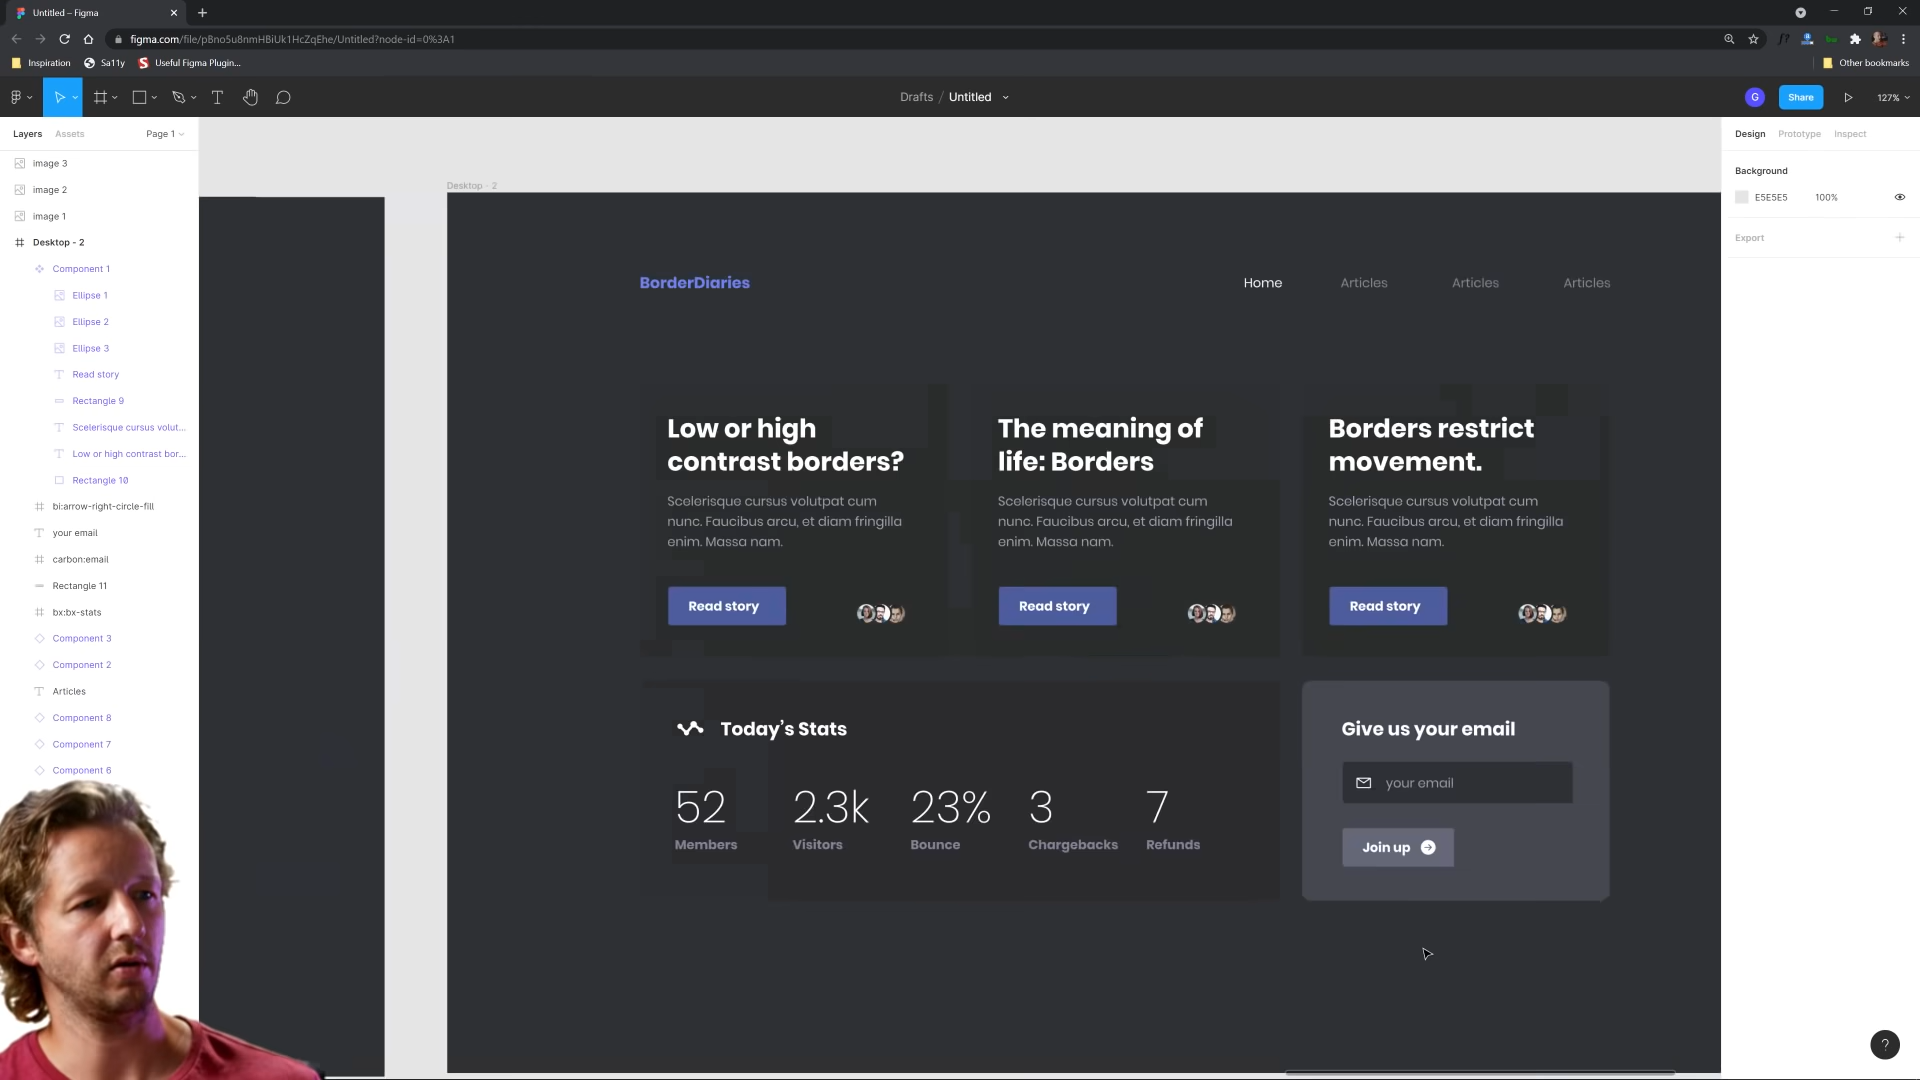 Untitled – Figma
figma.com/file/pBno5u8nmHBiUk1HcZqEhe/Untitled?node-id=0%3A1
Inspiration
Sa11y
Useful Figma Plugin...
Other bookmarks
Drafts / Untitled
G
Share
127%
Layers
Assets
Page 1
Design
Prototype
Inspect
image 3
image 2
image 1
Desktop - 2
Component 1
Ellipse 1
Ellipse 2
Ellipse 3
Read story
Rectangle 9
Scelerisque cursus volut...
Low or high contrast bor...
Rectangle 10
bi:arrow-right-circle-fill
your email
carbon:email
Rectangle 11
bx:bx-stats
Component 3
Component 2
Articles
Component 8
Component 7
Component 6
Background
E5E5E5 100%
Export
Desktop - 2
BorderDiaries
Home
Articles
Articles
Articles
Low or high
contrast borders?
Scelerisque cursus volutpat cum
nunc. Faucibus arcu, et diam fringilla
enim. Massa nam.
Read story
The meaning of
life: Borders
Scelerisque cursus volutpat cum
nunc. Faucibus arcu, et diam fringilla
enim. Massa nam.
Read story
Borders restrict
movement.
Scelerisque cursus volutpat cum
nunc. Faucibus arcu, et diam fringilla
enim. Massa nam.
Read story
Today's Stats
52
Members
2.3k
Visitors
23%
Bounce
3
Chargebacks
7
Refunds
Give us your email
your email
Join up
?